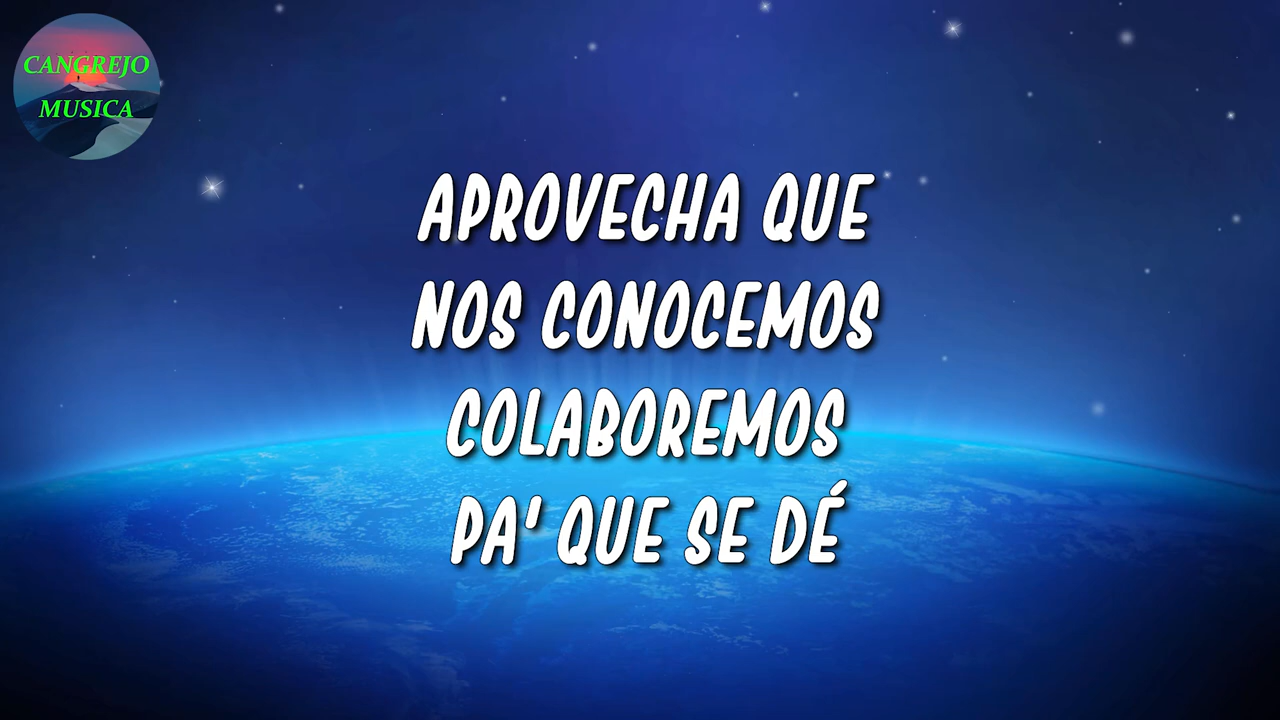 CANGREJO
MUSICA
APROVECHA QUE
NOS CONOCEMOS
COLABOREMOS
PA' QUE SE DÉ